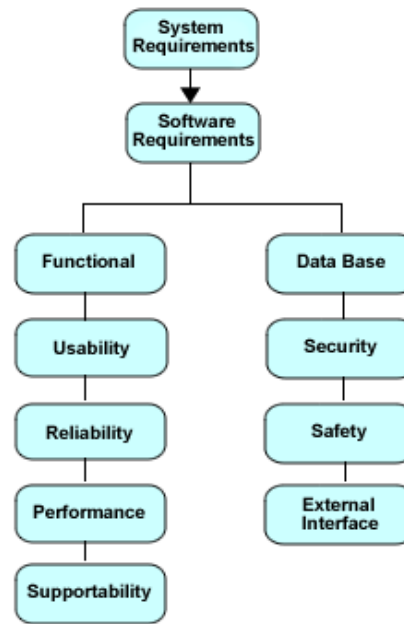 System
Requirements
Software
Requirements
Functional
Data Base
Usability
Security
Reliability
Safety
Performance
External
Interface
Supportability